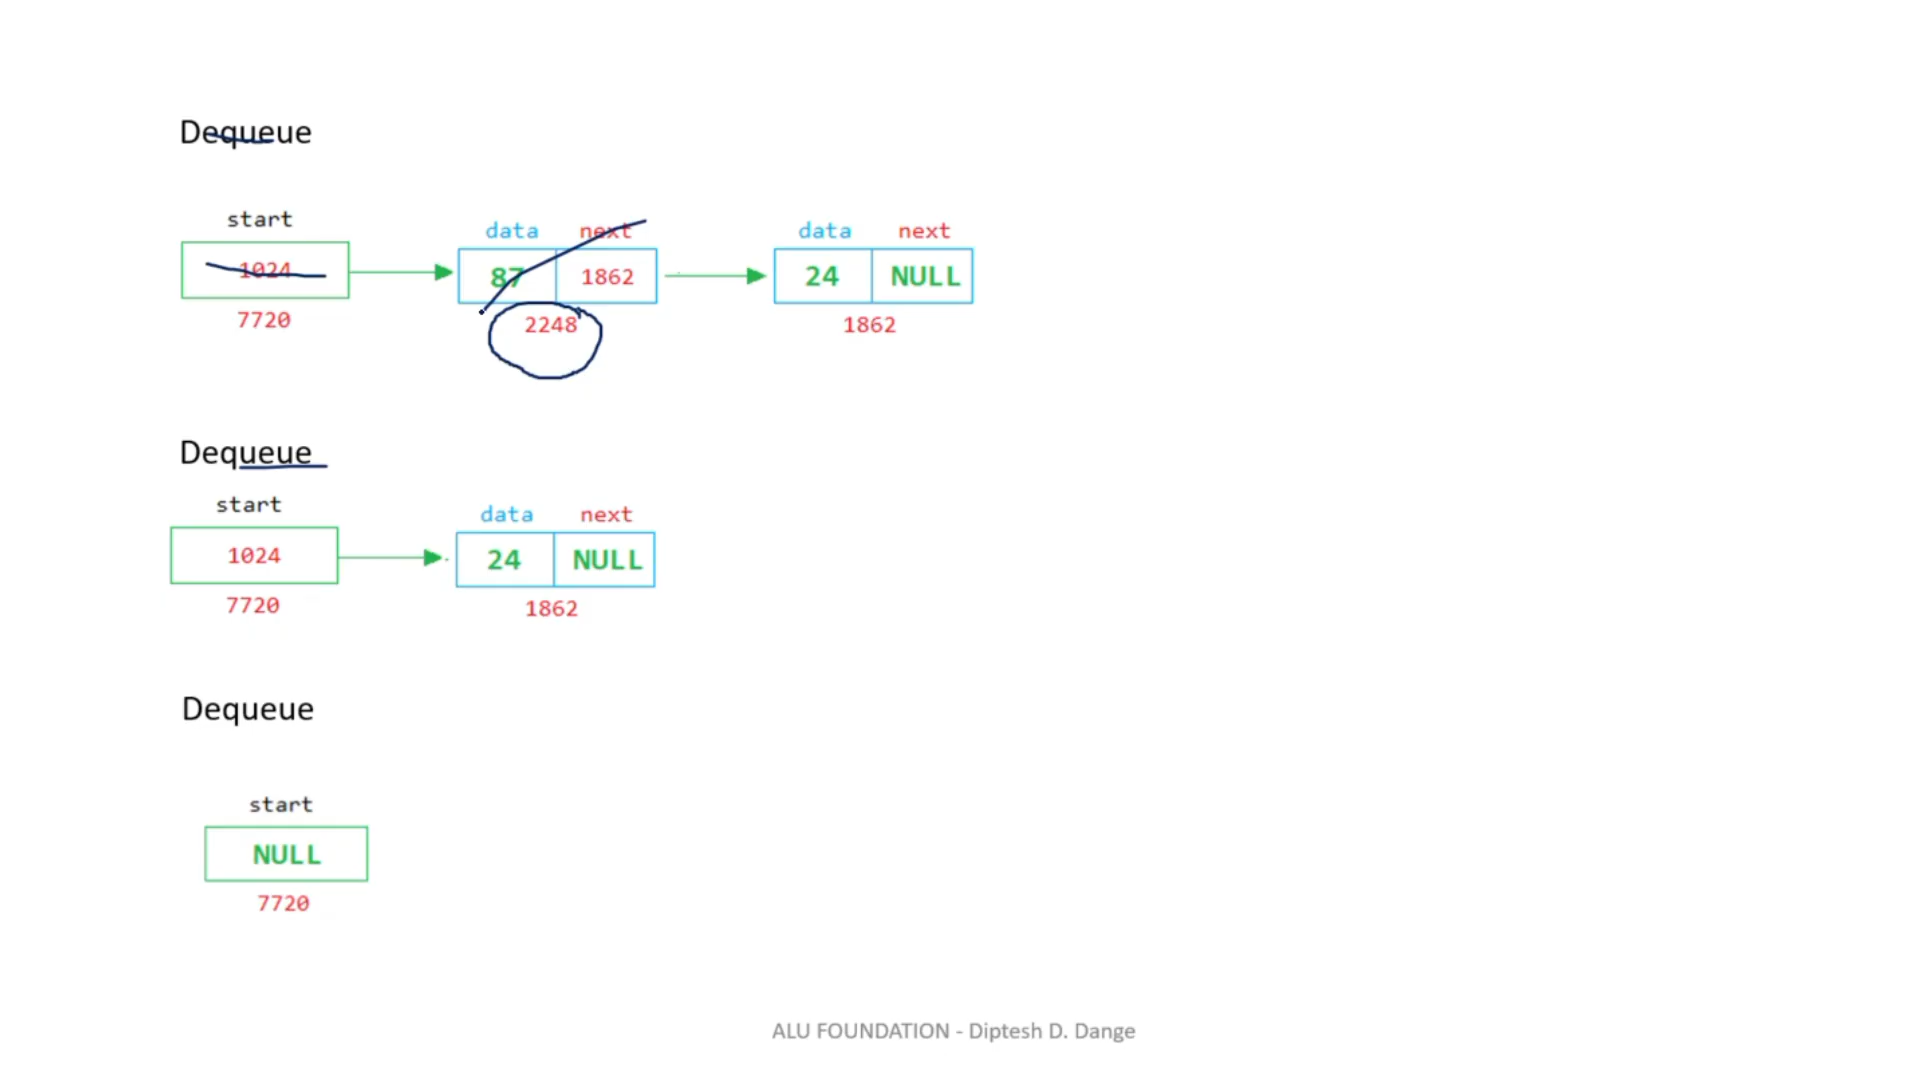 Dequeue
start
data next data next
1024 87 1862 24 NULL
7720 2248 1862
Dequeue
start
data next
1024 24 NULL
7720 1862
Dequeue
start
NULL
7720
ALU FOUNDATION - Diptesh D. Dange